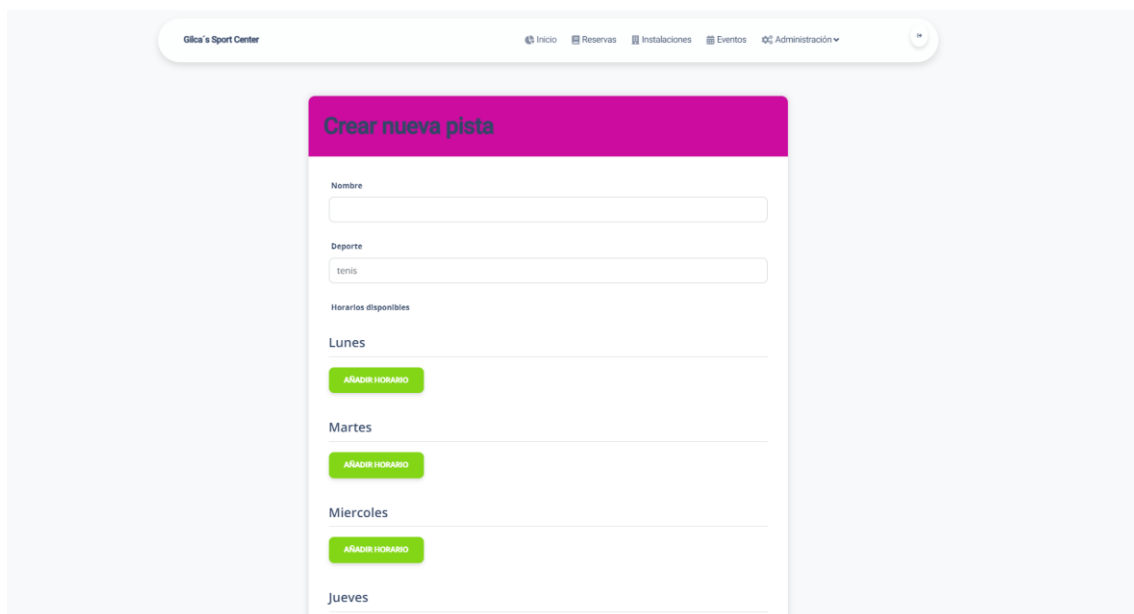 Gilca´s Sport Center Inicio Reservas Instalaciones Eventos Administración
Crear nueva pista
Nombre
Deporte
tenis
Horarios disponibles
Lunes
AÑADIR HORARIO
Martes
AÑADIR HORARIO
Miercoles
AÑADIR HORARIO
Jueves